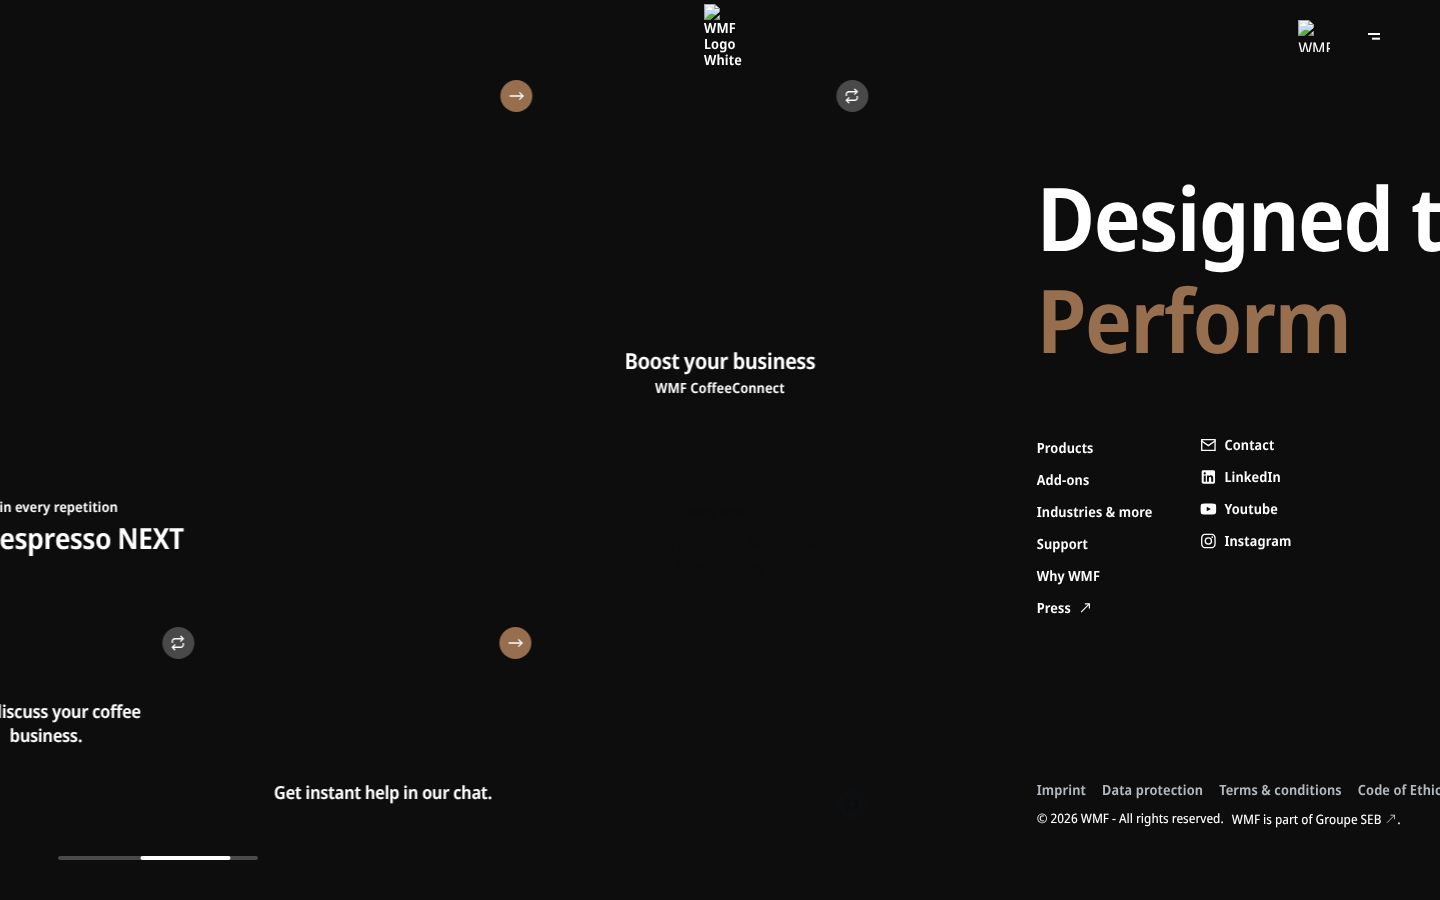 WMF
Logo
White
WMF
Designed t
Perform
Boost your business
WMF CoffeeConnect
in every repetition
espresso NEXT
discuss your coffee
business.
Get instant help in our chat.
Products
Add-ons
Industries & more
Support
Why WMF
Press
Contact
LinkedIn
Youtube
Instagram
Imprint Data protection Terms & conditions Code of Ethic
© 2026 WMF - All rights reserved. WMF is part of Groupe SEB .